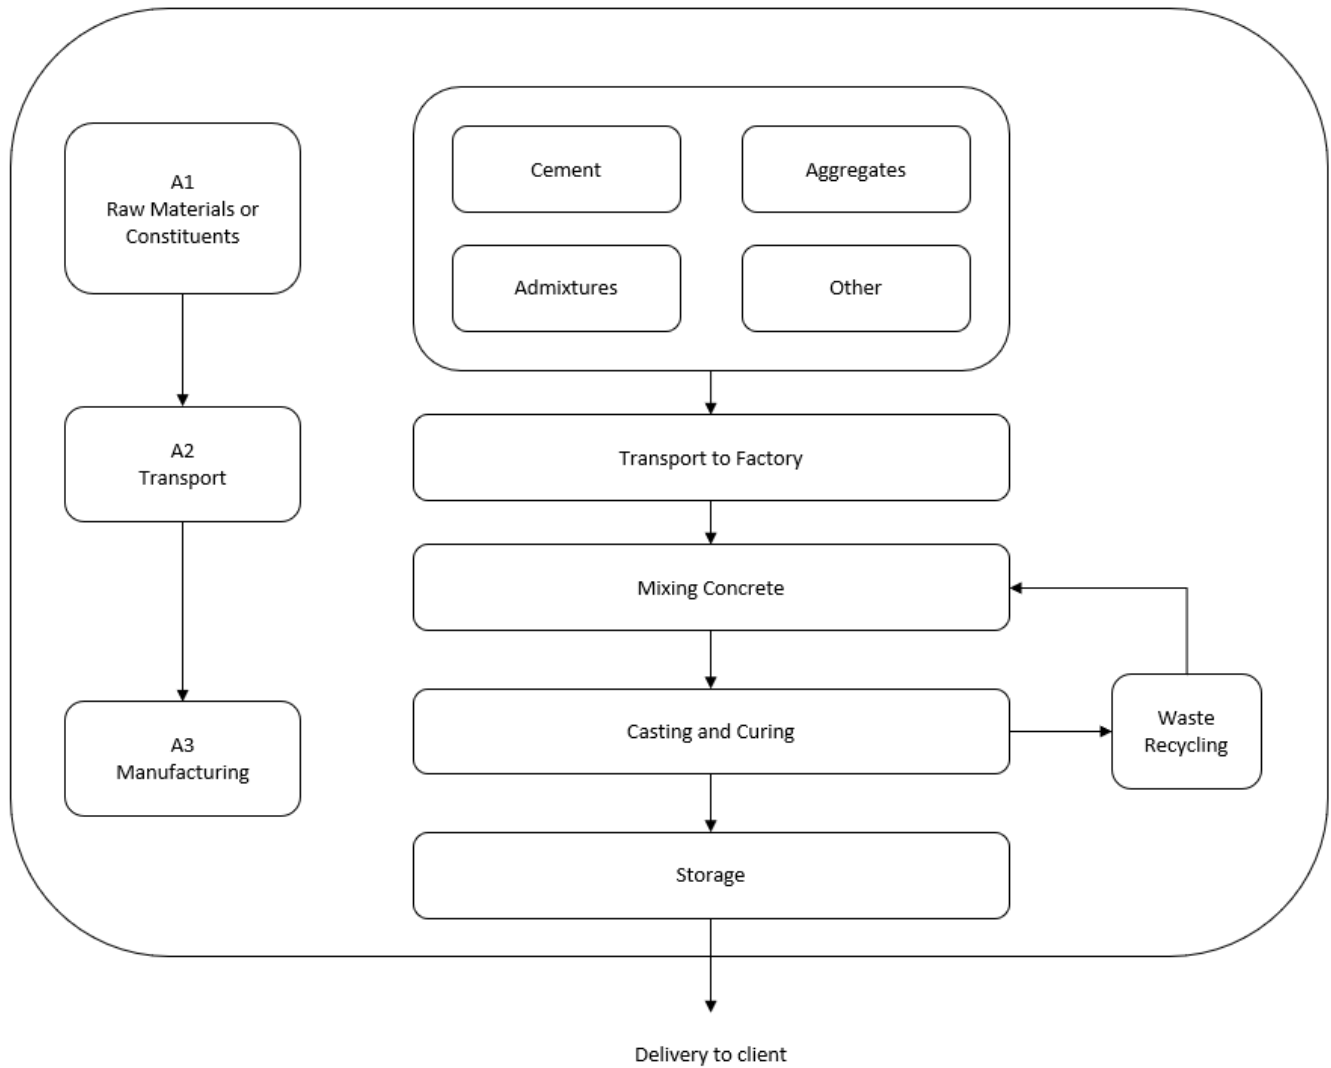 A1
Raw Materials or
Constituents
A2
Transport
A3
Manufacturing
Cement
Aggregates
Admixtures
Other
Transport to Factory
Mixing Concrete
Casting and Curing
Waste
Recycling
Storage
Delivery to client